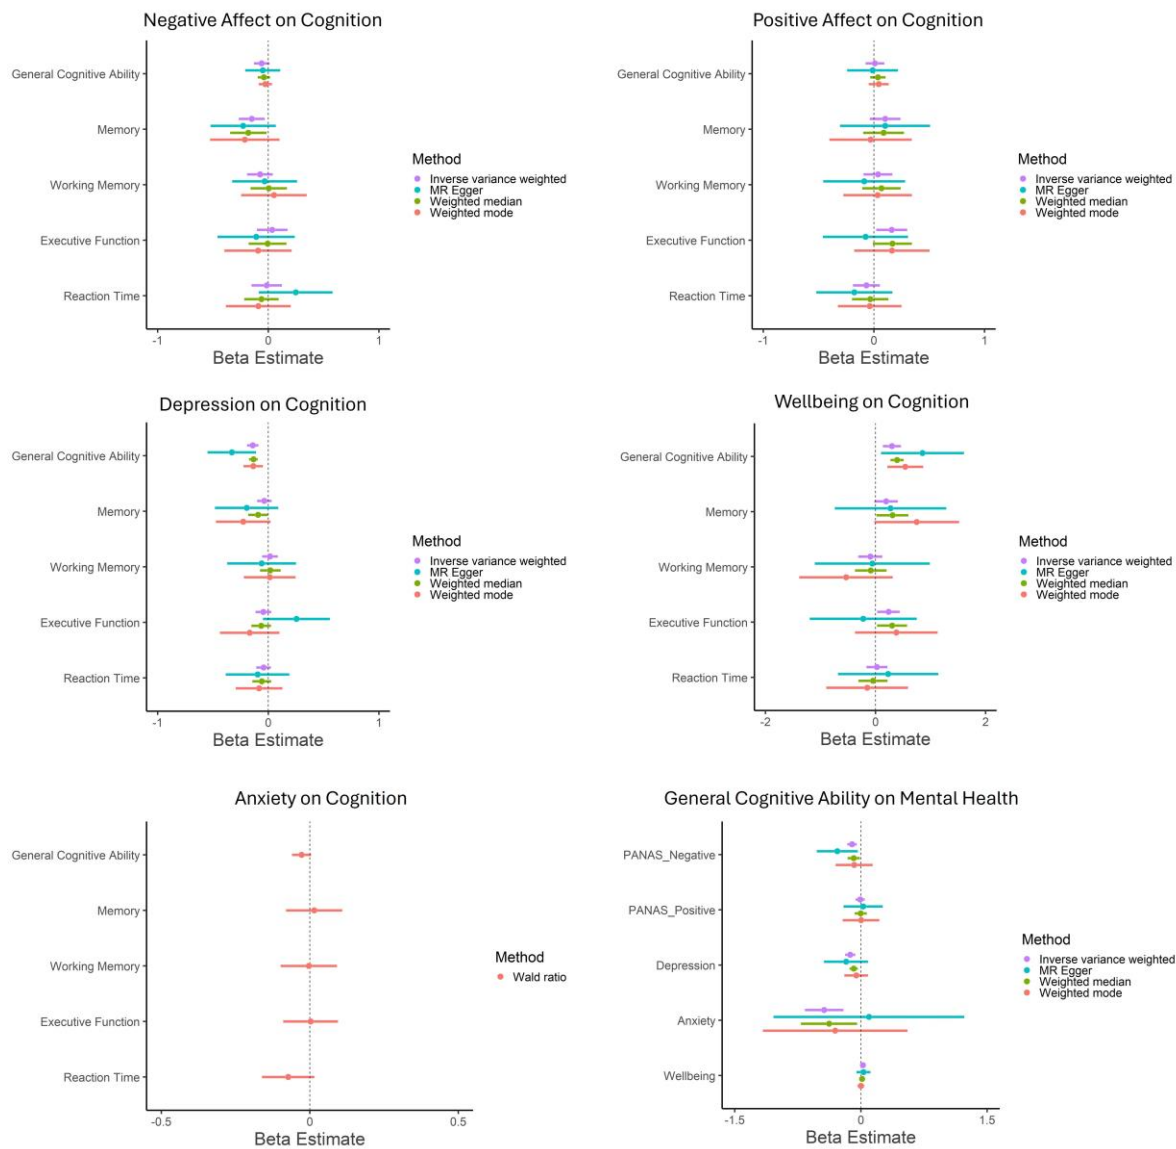 Negative Affect on Cognition
General Cognitive Ability
Memory
Working Memory
Executive Function
Reaction Time
-1
0
1
Beta Estimate
Method
Inverse variance weighted
MR Egger
Weighted median
Weighted mode
Positive Affect on Cognition
General Cognitive Ability
Memory
Working Memory
Executive Function
Reaction Time
-1
0
1
Beta Estimate
Method
Inverse variance weighted
MR Egger
Weighted median
Weighted mode
Depression on Cognition
General Cognitive Ability
Memory
Working Memory
Executive Function
Reaction Time
-1
0
1
Beta Estimate
Method
Inverse variance weighted
MR Egger
Weighted median
Weighted mode
Wellbeing on Cognition
General Cognitive Ability
Memory
Working Memory
Executive Function
Reaction Time
-2
0
2
Beta Estimate
Method
Inverse variance weighted
MR Egger
Weighted median
Weighted mode
Anxiety on Cognition
General Cognitive Ability
Memory
Working Memory
Executive Function
Reaction Time
-0.5
0
0.5
Beta Estimate
Method
Wald ratio
General Cognitive Ability on Mental Health
PANAS_Negative
PANAS_Positive
Depression
Anxiety
Wellbeing
-1.5
0
1.5
Beta Estimate
Method
Inverse variance weighted
MR Egger
Weighted median
Weighted mode